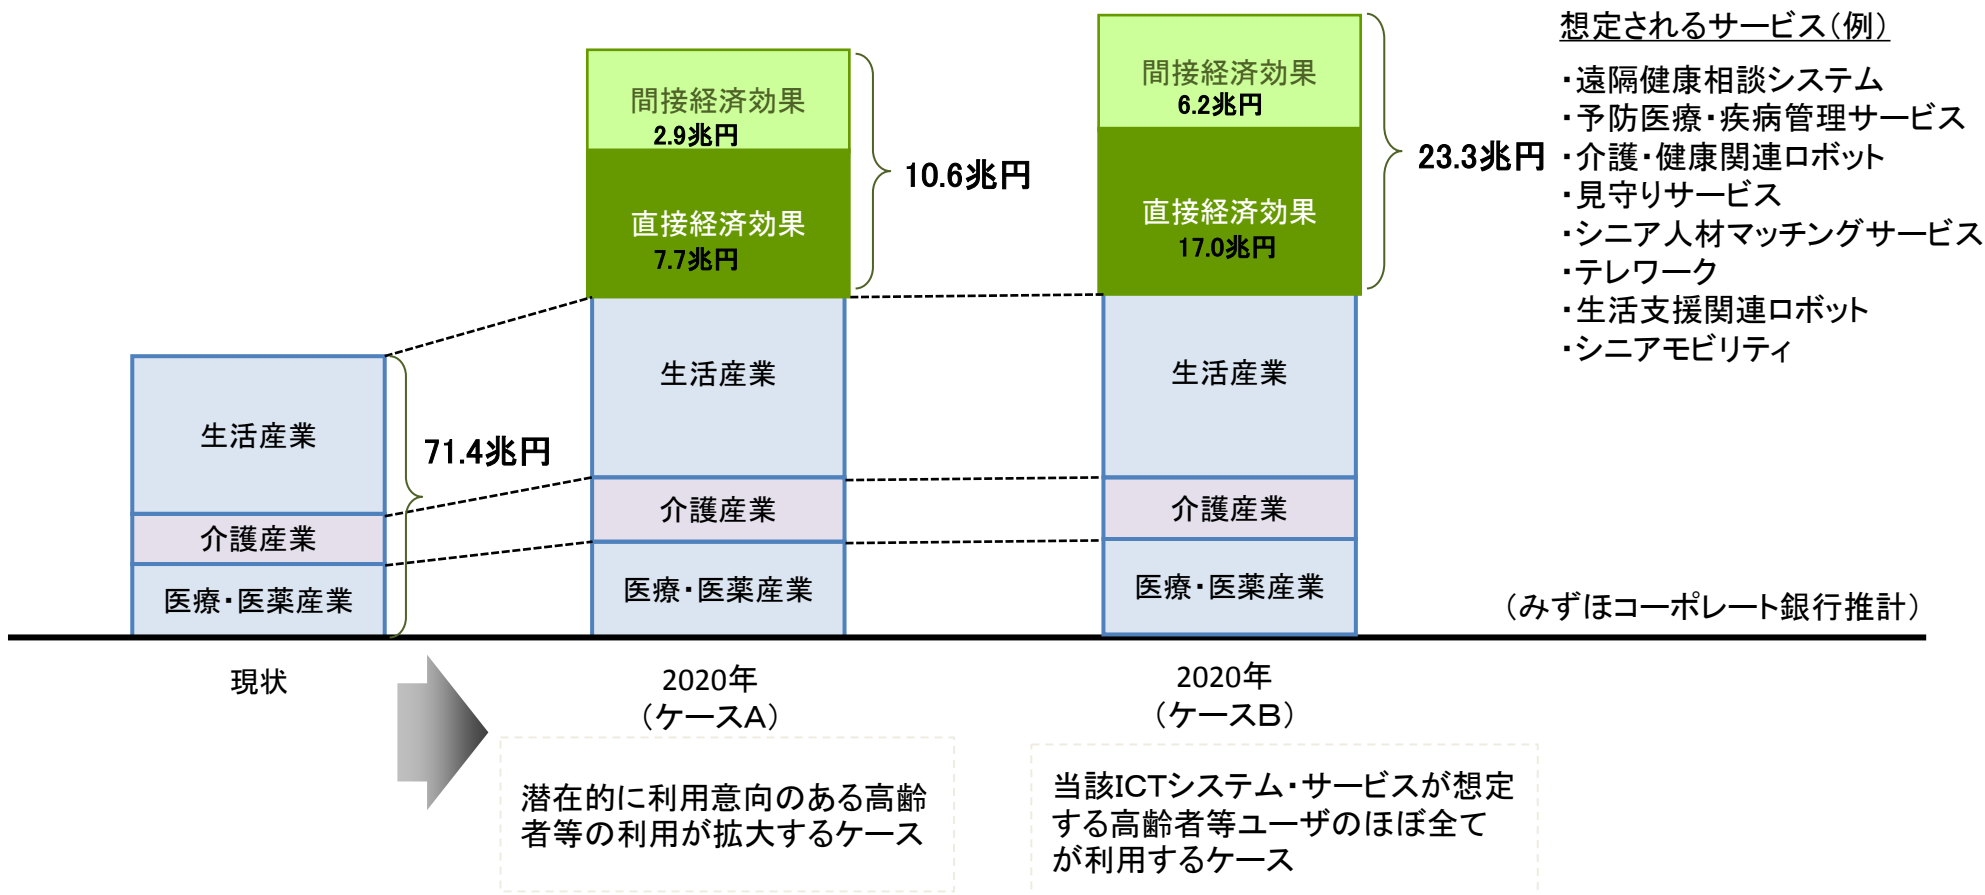 想定されるサービス（例）
・遠隔健康相談システム
・予防医療・疾病管理サービス
・介護・健康関連ロボット
・見守りサービス
・シニア人材マッチングサービス
・テレワーク
・生活支援関連ロボット
・シニアモビリティ
間接経済効果
2.9兆円
直接経済効果
7.7兆円
10.6兆円
間接経済効果
6.2兆円
直接経済効果
17.0兆円
23.3兆円
生活産業
介護産業
医療・医薬産業
71.4兆円
生活産業
介護産業
医療・医薬産業
生活産業
介護産業
医療・医薬産業
（みずほコーポレート銀行推計）
現状
2020年
（ケースA）
2020年
（ケースB）
潜在的に利用意向のある高齢
者等の利用が拡大するケース
当該ICTシステム・サービスが想定
する高齢者等ユーザのほぼ全て
が利用するケース